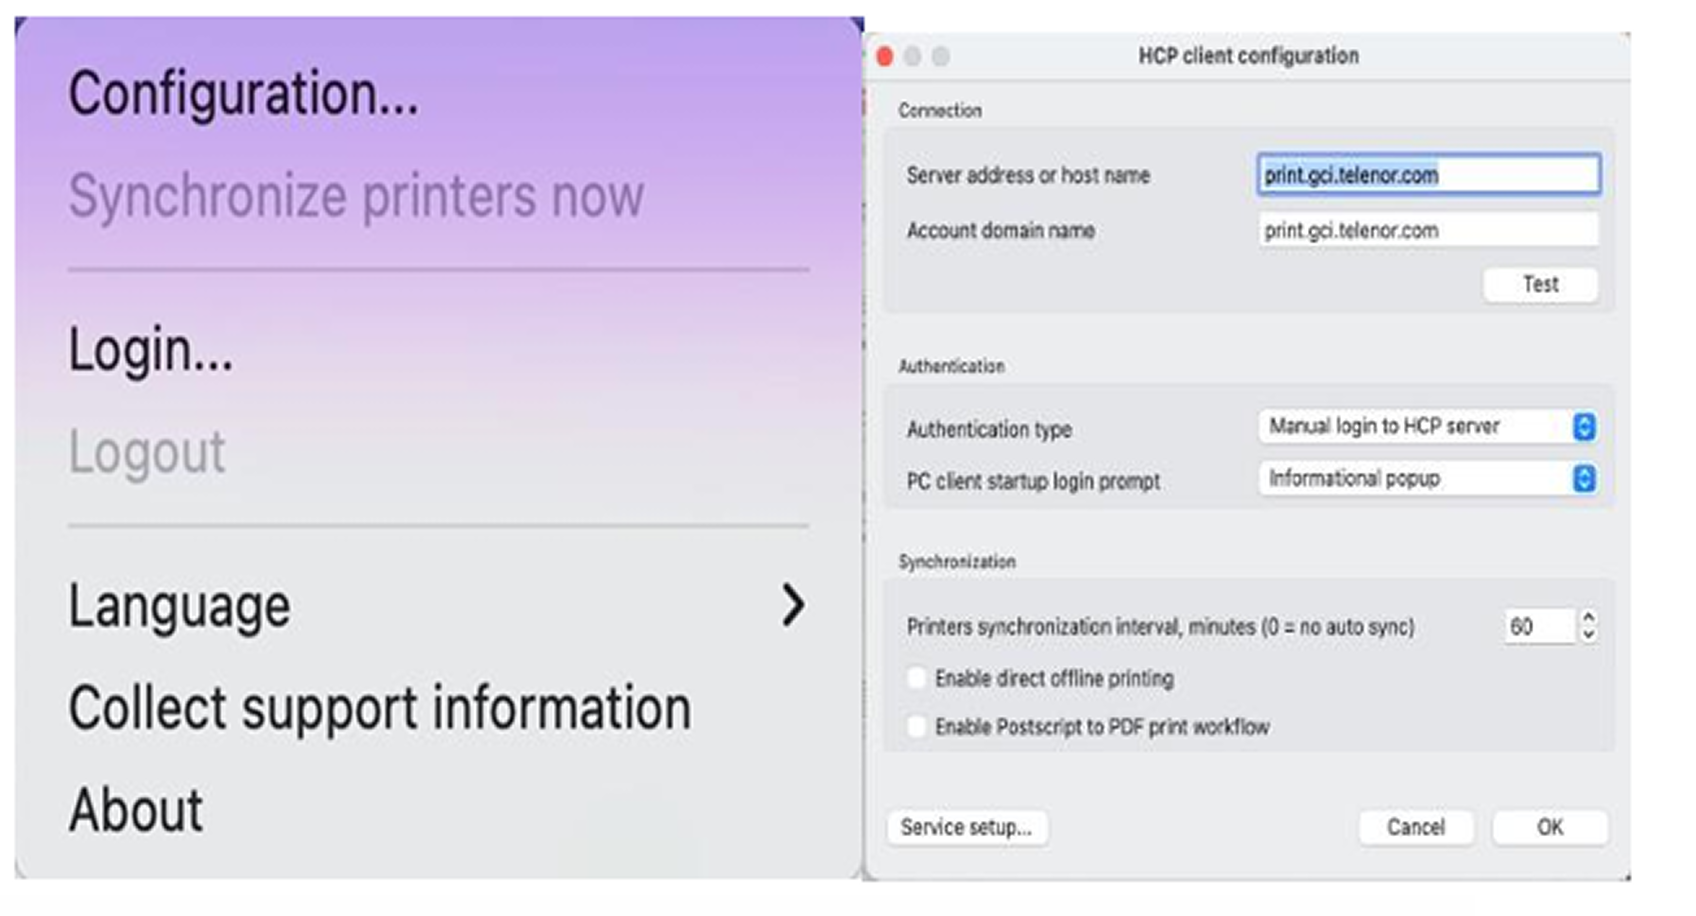 Configuration...
Synchronize printers now
Login...
Logout
Language
Collect support information
About
HCP client configuration
Connection
Server address or host name print.gci.telenor.com
Account domain name print.gci.telenor.com
Test
Authentication
Authentication type Manual login to HCP server
PC client startup login prompt Informational popup
Synchronization
Printers synchronization interval, minutes (0 = no auto sync) 60
Enable direct offline printing
Enable Postscript to PDF print workflow
Service setup... Cancel OK